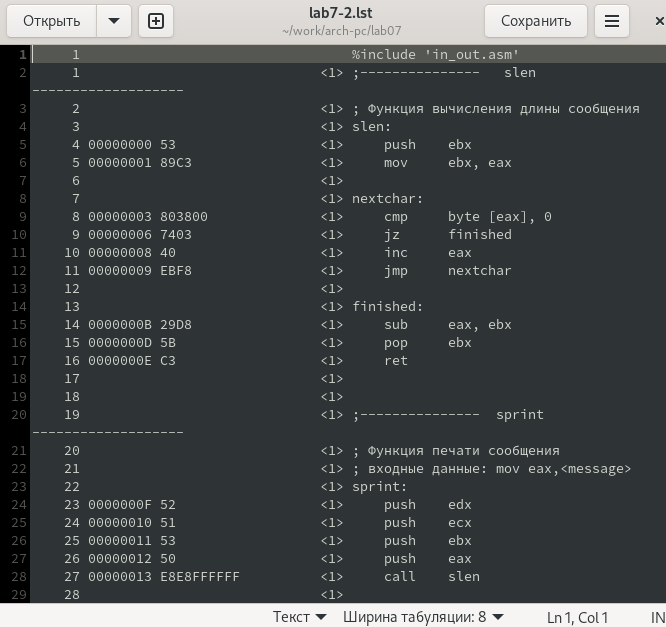 Открыть
lab7-2.lst
~/work/arch-pc/lab07
Сохранить
1 1 %include 'in_out.asm'
2 1 <1> ;--------------- slen
-------------------
3 2 <1> ; Функция вычисления длины сообщения
4 3 <1> slen:
5 4 00000000 53 <1> push ebx
6 5 00000001 89C3 <1> mov ebx, eax
7 6 <1>
8 7 <1> nextchar:
9 8 00000003 803800 <1> cmp byte [eax], 0
10 9 00000006 7403 <1> jz finished
11 10 00000008 40 <1> inc eax
12 11 00000009 EBF8 <1> jmp nextchar
13 12 <1>
14 13 <1> finished:
15 14 0000000B 29D8 <1> sub eax, ebx
16 15 0000000D 5B <1> pop ebx
17 16 0000000E C3 <1> ret
18 17 <1>
19 18 <1>
20 19 <1> ;--------------- sprint
-------------------
21 20 <1> ; Функция печати сообщения
22 21 <1> ; входные данные: mov eax,<message>
23 22 <1> sprint:
24 23 0000000F 52 <1> push edx
25 24 00000010 51 <1> push ecx
26 25 00000011 53 <1> push ebx
27 26 00000012 50 <1> push eax
28 27 00000013 E8E8FFFFFF <1> call slen
29 28 <1>
Текст Ширина табуляции: 8 Ln 1, Col 1 IN